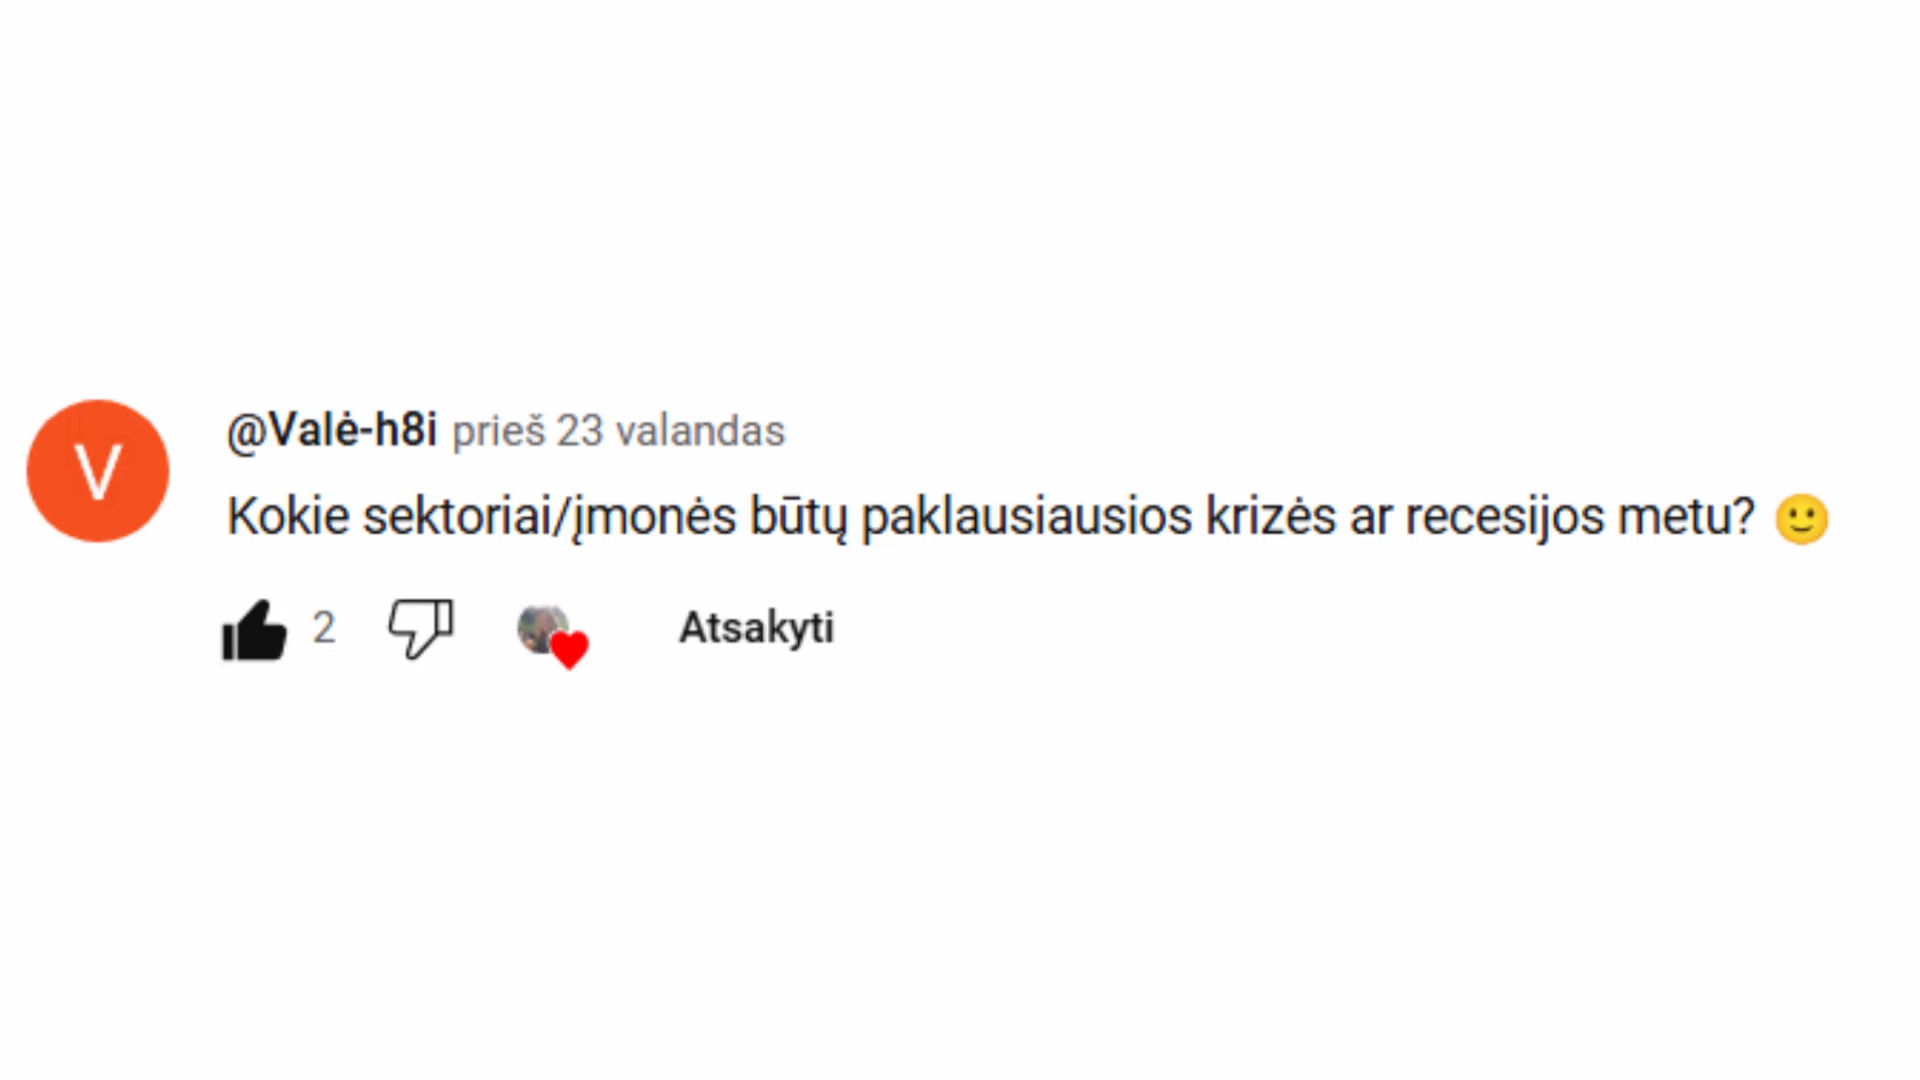 V
@Valė-h8i prieš 23 valandas
Kokie sektoriai/įmonės būtų paklausiausios krizės ar recesijos metu? 🙂
2 Atsakyti